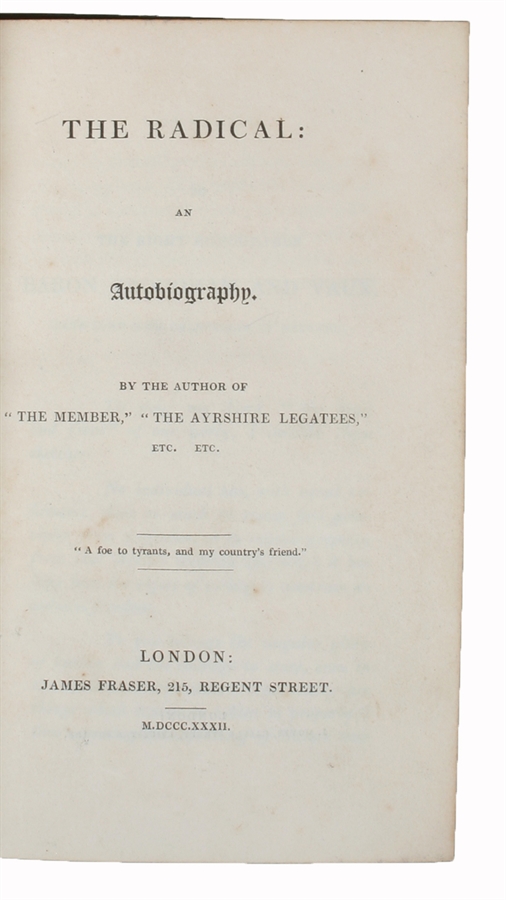 THE RADICAL:
AN
Autobiography.
BY THE AUTHOR OF
“ THE MEMBER,” “ THE AYRSHIRE LEGATEES,”
ETC. ETC.
“ A foe to tyrants, and my country's friend.”
LONDON:
JAMES FRASER, 215, REGENT STREET.
M.DCCC.XXXII.